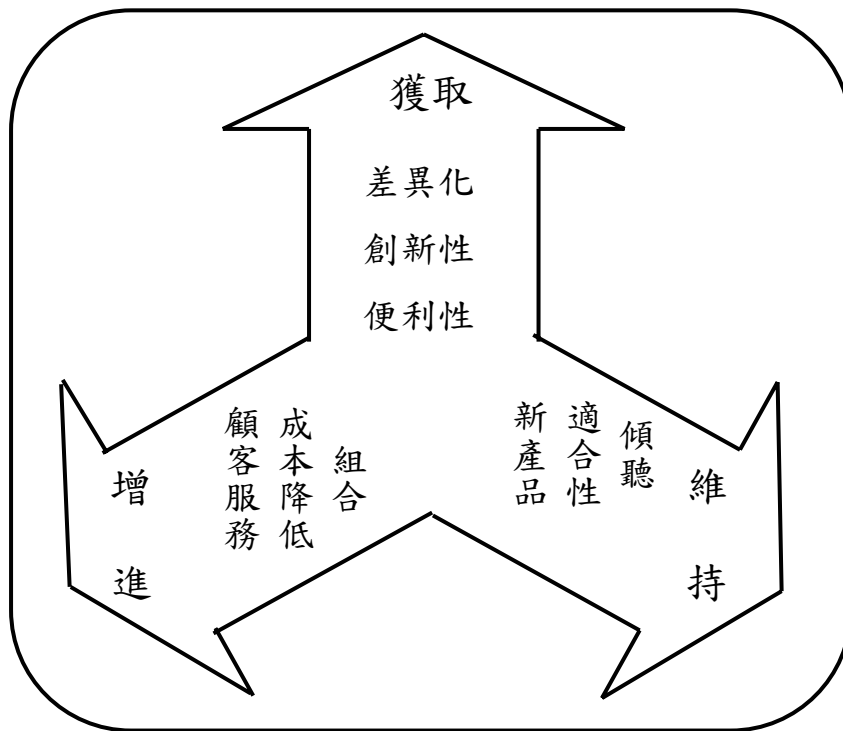 獲取
差異化
創新性
便利性
增進
顧客服務
成本降低
組合
新產品
適合性
傾聽
維持